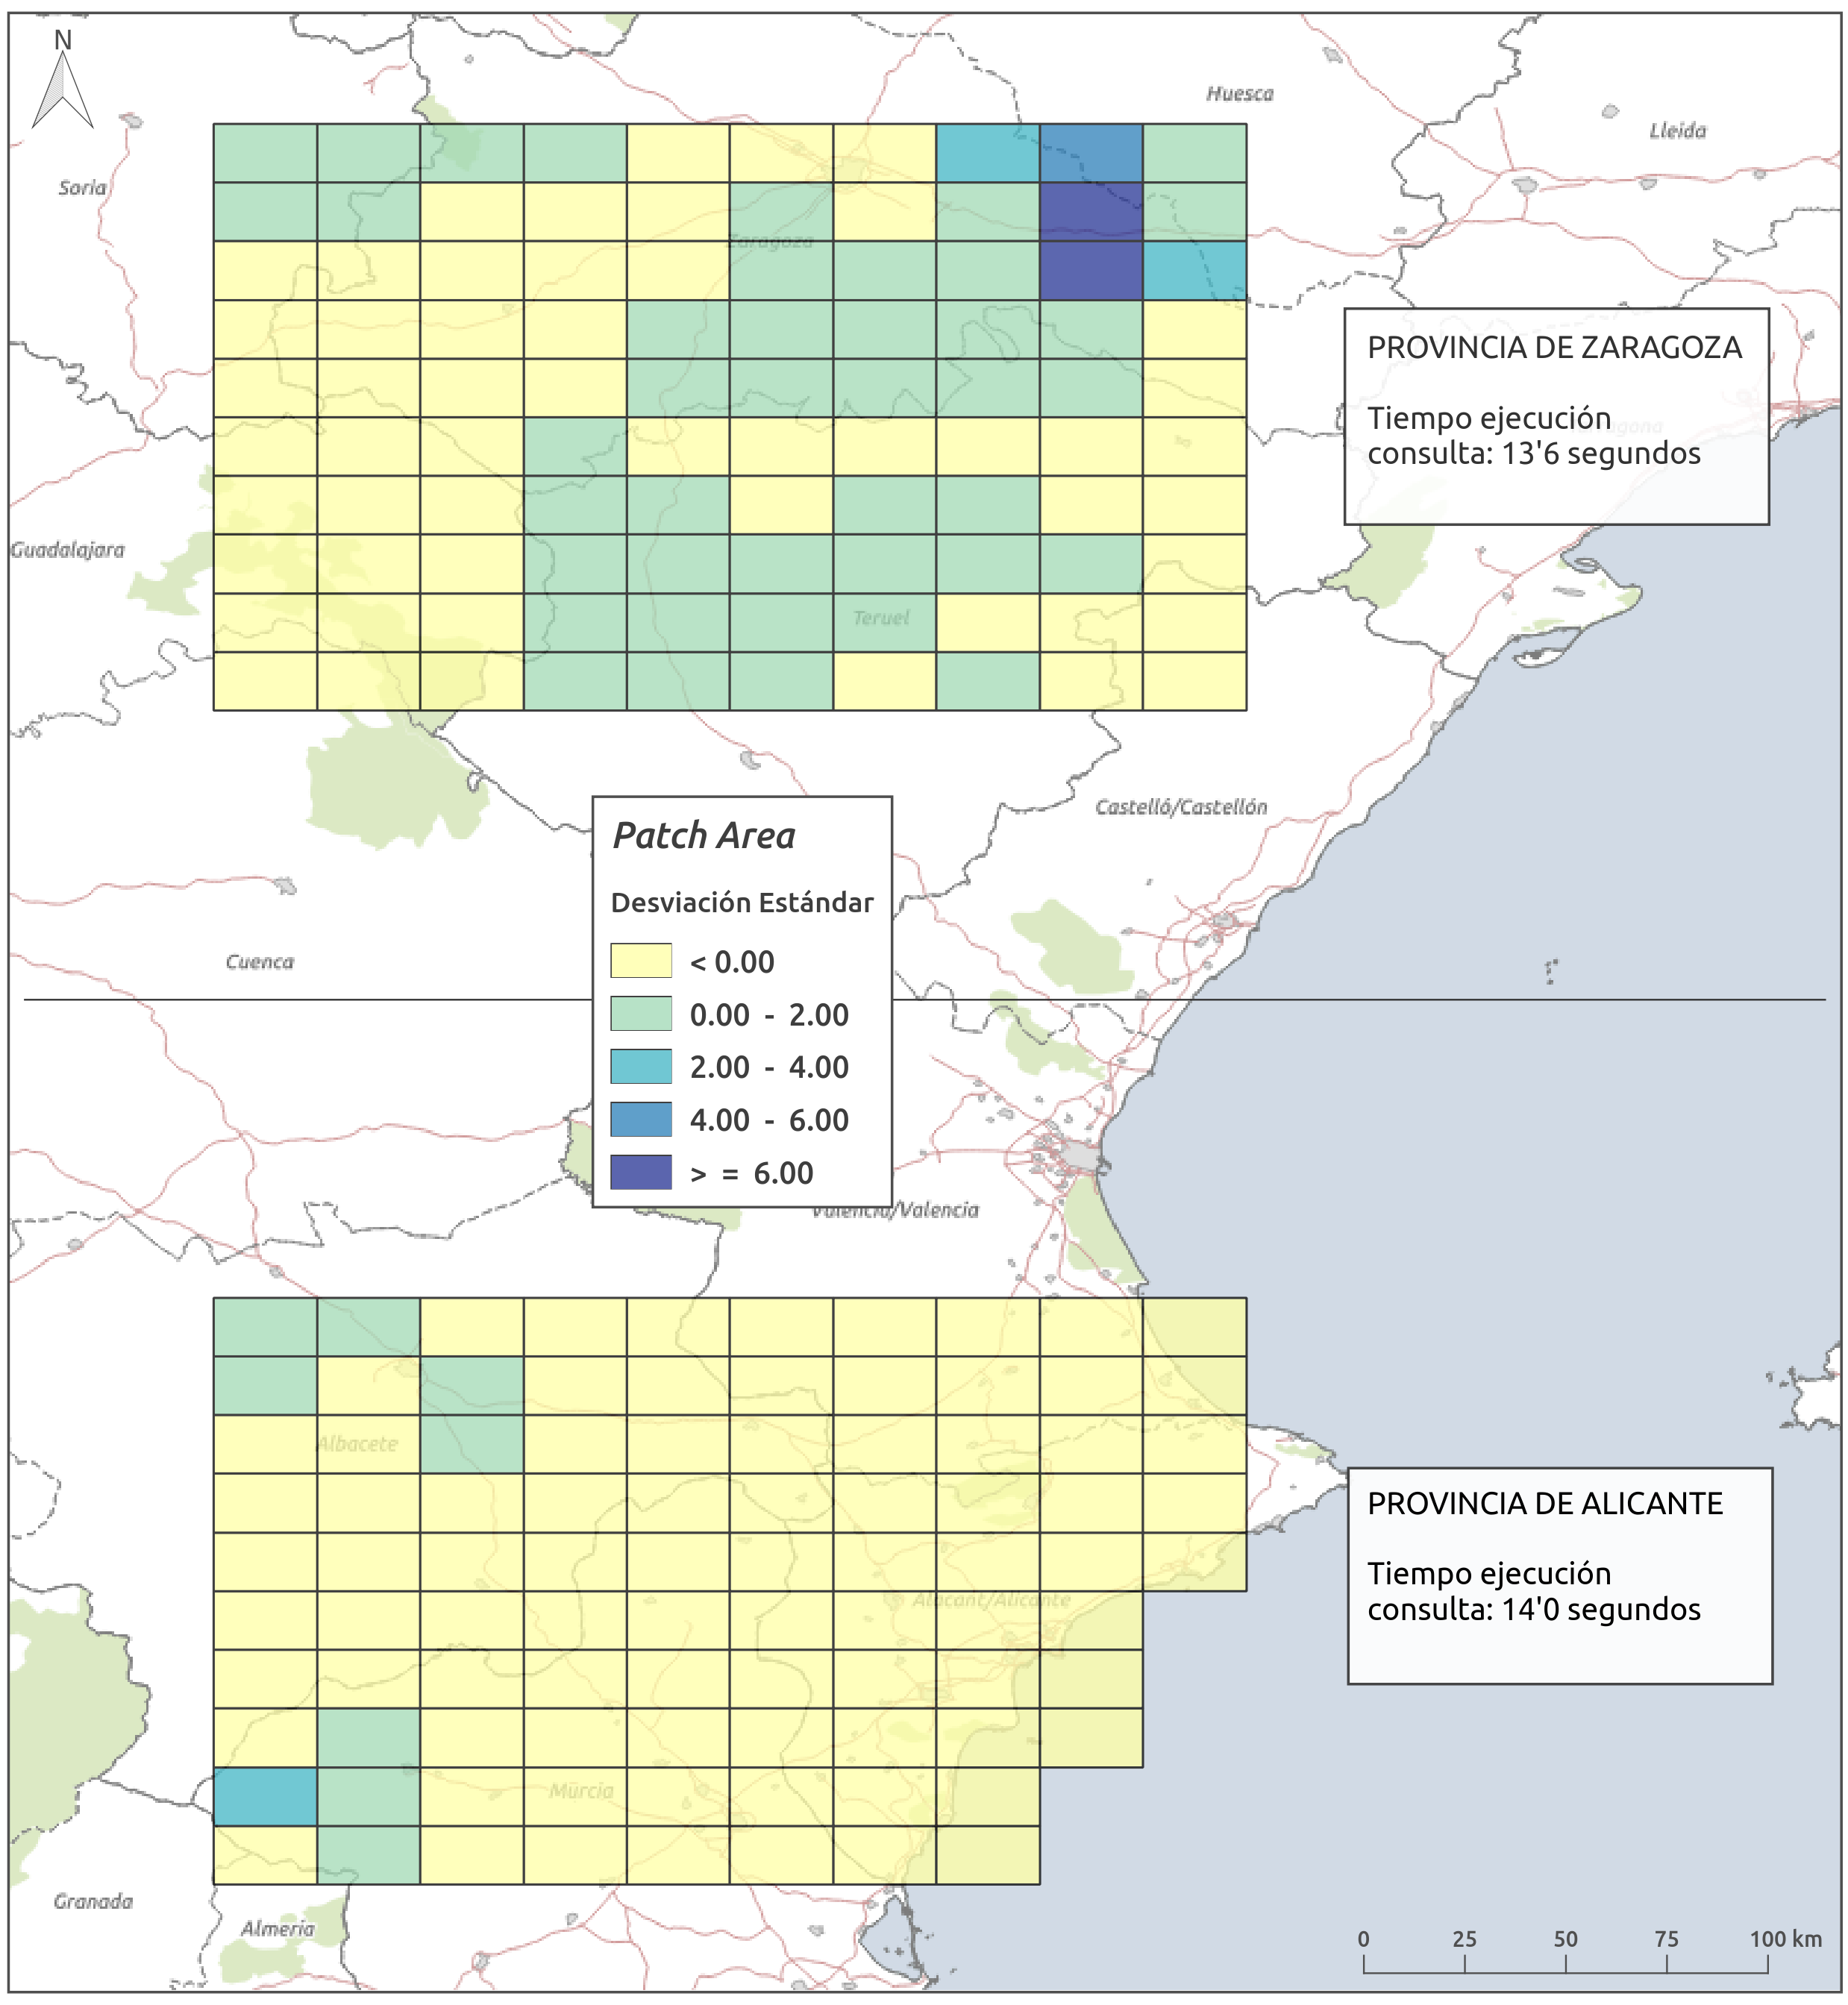 N
Huesca
Lleida
Soria
Zaragoza
PROVINCIA DE ZARAGOZA
Tiempo ejecución
consulta: 13'6 segundos
Guadalajara
Teruel
Castelló/Castellón
Patch Area
Desviación Estándar
< 0.00
0.00 - 2.00
2.00 - 4.00
4.00 - 6.00
> = 6.00
Cuenca
València/Valencia
Albacete
PROVINCIA DE ALICANTE
Tiempo ejecución
consulta: 14'0 segundos
Alacant/Alicante
Murcia
Granada
Almería
0 25 50 75 100 km